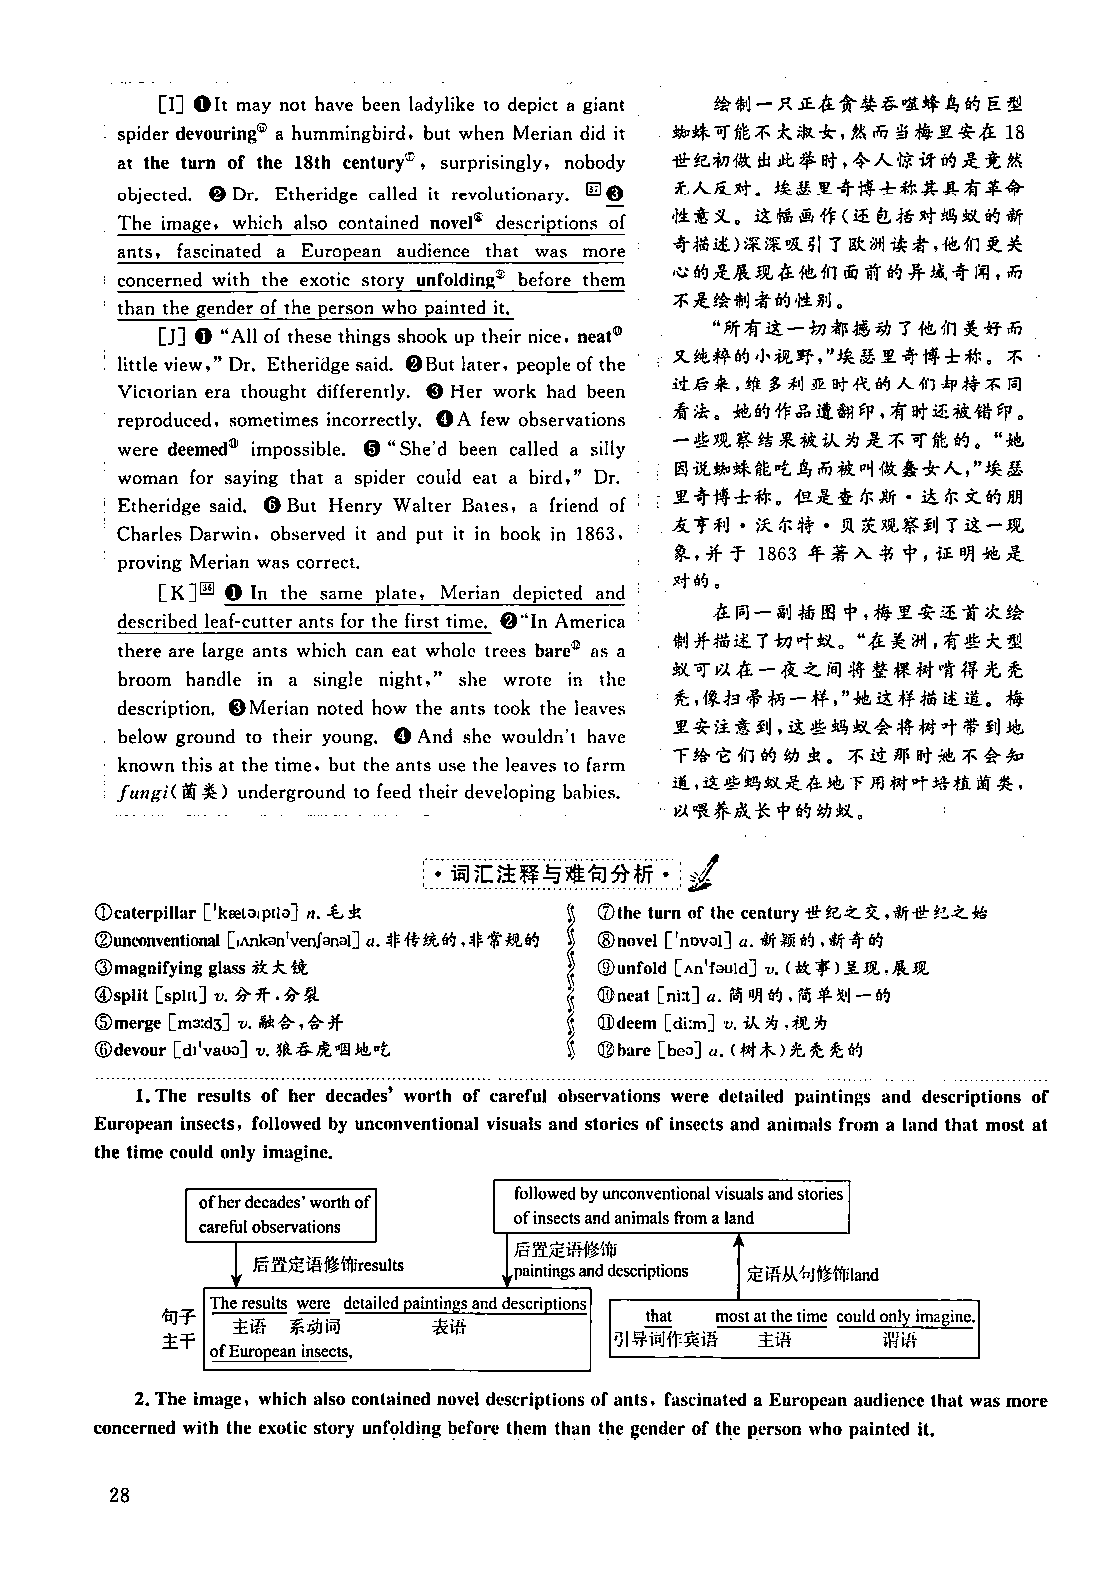 [I] ❶It may not have been ladylike to depict a giant
spider devouring⑥ a hummingbird, but when Merian did it
at the turn of the 18th century⑦, surprisingly, nobody
objected. ❷ Dr. Etheridge called it revolutionary. 37 ❸
The image, which also contained novel⑧ descriptions of
ants, fascinated a European audience that was more
concerned with the exotic story unfolding⑨ before them
than the gender of the person who painted it.
[J] ❶ “All of these things shook up their nice, neat⑩
little view,” Dr. Etheridge said. ❷But later, people of the
Victorian era thought differently. ❸ Her work had been
reproduced, sometimes incorrectly. ❹A few observations
were deemed⑪ impossible. ❺ “She’d been called a silly
woman for saying that a spider could eat a bird,” Dr.
Etheridge said. ❻ But Henry Walter Bates, a friend of
Charles Darwin, observed it and put it in book in 1863,
proving Merian was correct.
[K] 36 ❶ In the same plate, Merian depicted and
described leaf-cutter ants for the first time. ❷“In America
there are large ants which can eat whole trees bare⑫ as a
broom handle in a single night,” she wrote in the
description. ❸Merian noted how the ants took the leaves
below ground to their young. ❹ And she wouldn’t have
known this at the time, but the ants use the leaves to farm
fungi(菌类) underground to feed their developing babies.
绘制一只正在贪婪吞噬蜂鸟的巨型
蜘蛛可能不太淑女,然而当梅里安在 18
世纪初做出此举时,令人惊讶的是竟然
无人反对。埃瑟里奇博士称其具有革命
性意义。这幅画作(还包括对蚂蚁的新
奇描述)深深吸引了欧洲读者,他们更关
心的是展现在他们面前的异域奇闻,而
不是绘制者的性别。
“所有这一切都撼动了他们美好而
又纯粹的小视野,”埃瑟里奇博士称。不
过后来,维多利亚时代的人们却持不同
看法。她的作品遭翻印,有时还被错印。
一些观察结果被认为是不可能的。“她
因说蜘蛛能吃鸟而被叫做蠢女人,”埃瑟
里奇博士称。但是查尔斯·达尔文的朋
友亨利·沃尔特·贝茨观察到了这一现
象,并于 1863 年著入书中,证明她是
对的。
在同一副插图中,梅里安还首次绘
制并描述了切叶蚁。“在美洲,有些大型
蚁可以在一夜之间将整棵树啃得光秃
秃,像扫帚柄一样,”她这样描述道。梅
里安注意到,这些蚂蚁会将树叶带到地
下给它们的幼虫。不过那时她不会知
道,这些蚂蚁是在地下用树叶培植菌类,
以喂养成长中的幼蚁。
·词汇注释与难句分析·
①caterpillar [ˈkætəˌpɪlə] n. 毛虫
②unconventional [ˌʌnkənˈvenʃənəl] a. 非传统的,非常规的
③magnifying glass 放大镜
④split [splɪt] v. 分开,分裂
⑤merge [mɜːdʒ] v. 融合,合并
⑥devour [dɪˈvaʊə] v. 狼吞虎咽地吃
⑦the turn of the century 世纪之交,新世纪之始
⑧novel [ˈnɒvəl] a. 新颖的,新奇的
⑨unfold [ʌnˈfəʊld] v. (故事)呈现,展现
⑩neat [niːt] a. 简明的,简单划一的
⑪deem [diːm] v. 认为,视为
⑫bare [beə] a. (树木)光秃秃的
1. The results of her decades’ worth of careful observations were detailed paintings and descriptions of
European insects, followed by unconventional visuals and stories of insects and animals from a land that most at
the time could only imagine.
of her decades’ worth of
careful observations
followed by unconventional visuals and stories
of insects and animals from a land
后置定语修饰results
后置定语修饰
paintings and descriptions
定语从句修饰land
句子
主干
The results were detailed paintings and descriptions
主语 系动词 表语
of European insects,
that most at the time could only imagine.
引导词作宾语 主语 谓语
2. The image, which also contained novel descriptions of ants, fascinated a European audience that was more
concerned with the exotic story unfolding before them than the gender of the person who painted it.
28